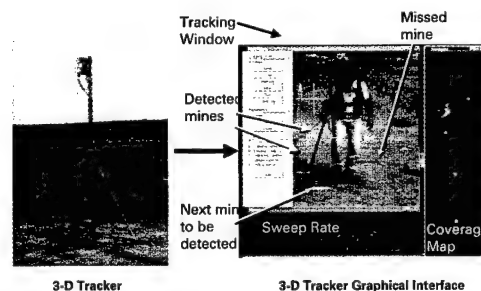 Tracking
Window
Missed
mine
Detected
mines
Next min
to be
detected
Sweep Rate
Coverag
Map
3-D Tracker
3-D Tracker Graphical Interface